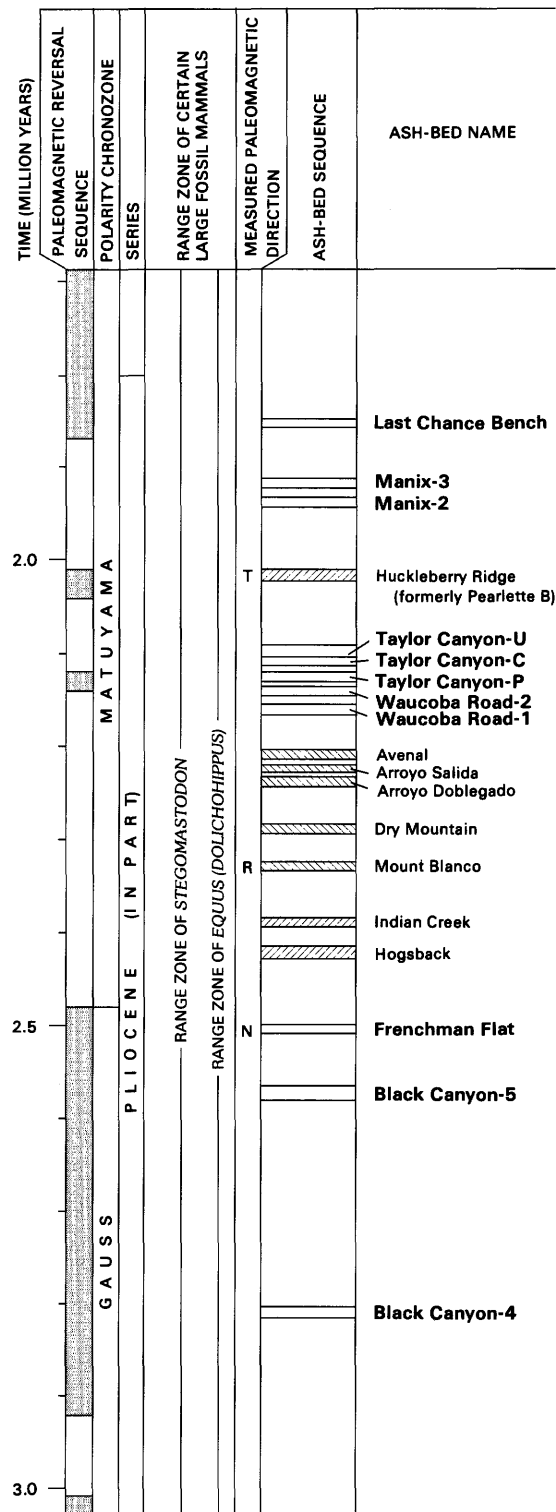 TIME (MILLION YEARS)
PALEOMAGNETIC REVERSAL
SEQUENCE
POLARITY CHRONOZONE
SERIES
RANGE ZONE OF CERTAIN
LARGE FOSSIL MAMMALS
MEASURED PALEOMAGNETIC
DIRECTION
ASH-BED SEQUENCE
ASH-BED NAME
2.0
2.5
3.0
MATUYAMA
GAUSS
PLIOCENE (IN PART)
RANGE ZONE OF STEGOMASTODON
RANGE ZONE OF EQUUS (DOLICHOHIPPUS)
T
R
N
Last Chance Bench
Manix-3
Manix-2
Huckleberry Ridge
(formerly Pearlette B)
Taylor Canyon-U
Taylor Canyon-C
Taylor Canyon-P
Waucoba Road-2
Waucoba Road-1
Avenal
Arroyo Salida
Arroyo Doblegado
Dry Mountain
Mount Blanco
Indian Creek
Hogsback
Frenchman Flat
Black Canyon-5
Black Canyon-4